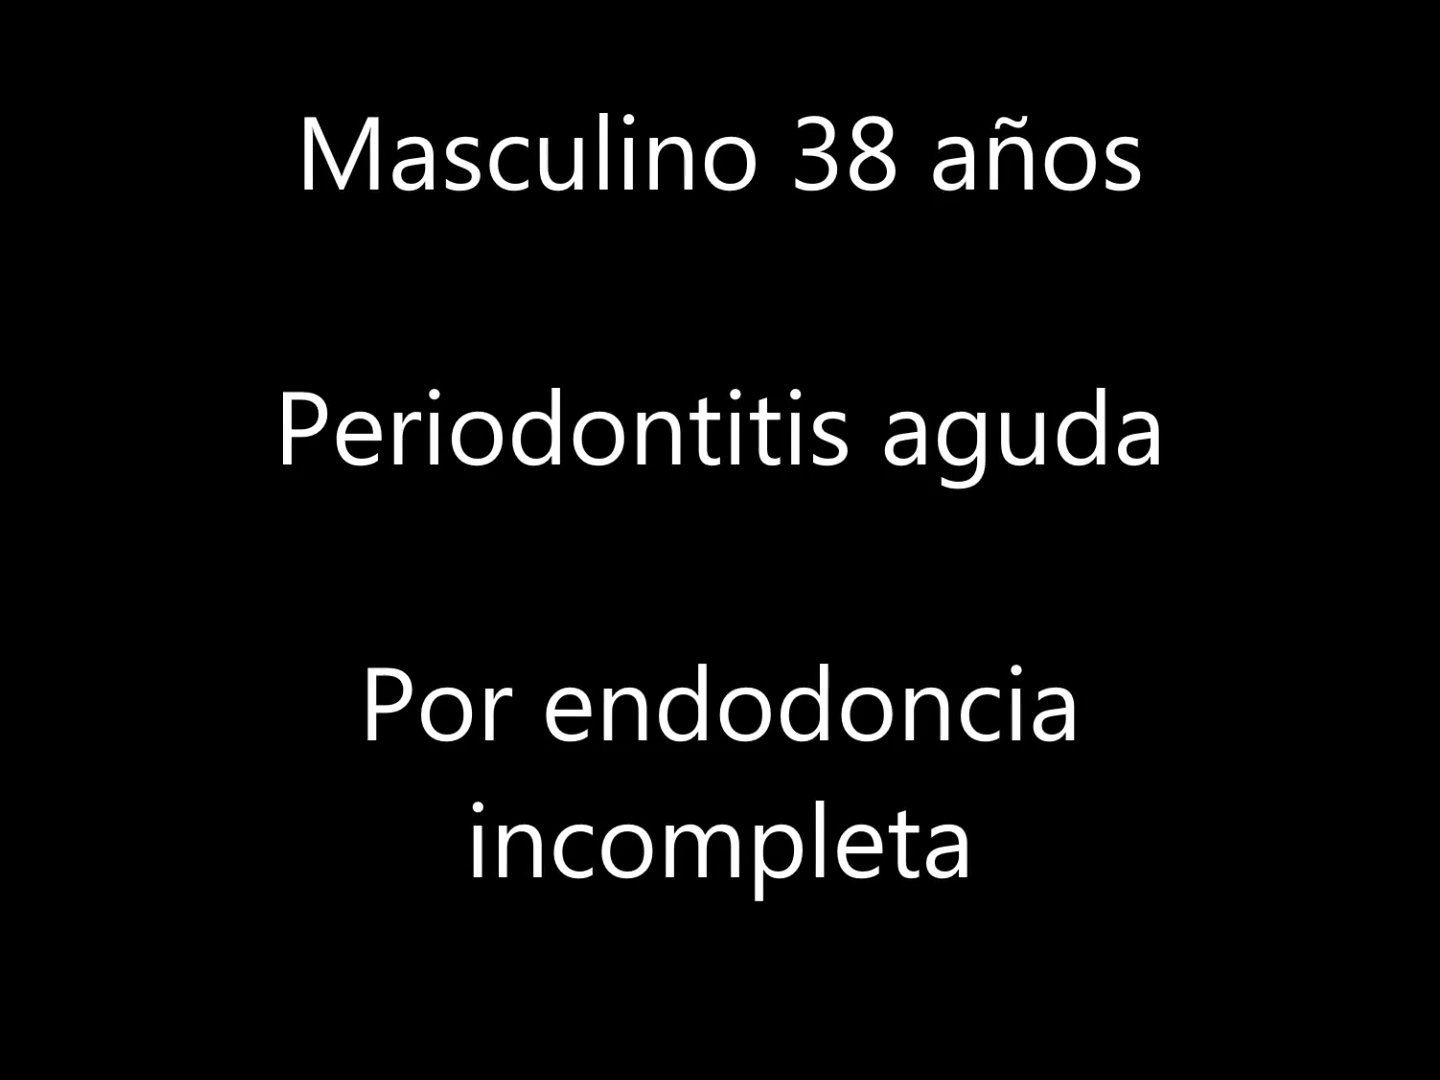 Masculino 38 años
Periodontitis aguda
Por endodoncia
incompleta